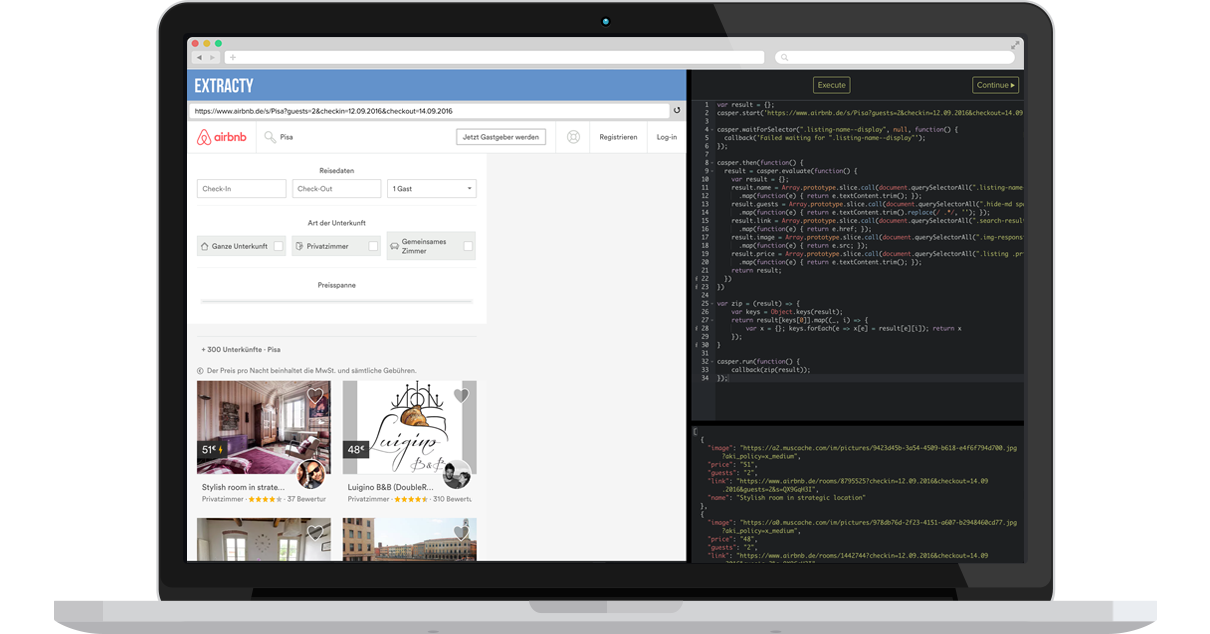 EXTRACTY
https://www.airbnb.de/s/Pisa?guests=2&checkin=12.09.2016&checkout=14.09.2016
airbnb
Pisa
Jetzt Gastgeber werden
Registrieren
Log-in
Reisedaten
Check-In
Check-Out
1 Gast
Art der Unterkunft
Ganze Unterkunft
Privatzimmer
Gemeinsames
Zimmer
Preisspanne
+ 300 Unterkünfte · Pisa
Der Preis pro Nacht beinhaltet die MwSt. und sämtliche Gebühren.
51€
Luigino
B&B
48€
Stylish room in strate...
Privatzimmer · ★★★★★ · 37 Bewertur
Luigino B&B (DoubleR...
Privatzimmer · ★★★★★ · 310 Bewertu
Execute
Continue
1 var result = {};
2 casper.start('https://www.airbnb.de/s/Pisa?guests=2&checkin=12.09.2016&checkout=14.09
3
4 casper.waitForSelector(".listing-name--display", null, function() {
5 callback('Failed waiting for ".listing-name--display"');
6 });
7
8 casper.then(function() {
9 result = casper.evaluate(function() {
10 var result = {};
11 result.name = Array.prototype.slice.call(document.querySelectorAll(".listing-name-
12 .map(function(e) { return e.textContent.trim(); });
13 result.guests = Array.prototype.slice.call(document.querySelectorAll(".hide-md spa
14 .map(function(e) { return e.textContent.trim().replace(/ .*/, ''); });
15 result.link = Array.prototype.slice.call(document.querySelectorAll(".search-resul
16 .map(function(e) { return e.href; });
17 result.image = Array.prototype.slice.call(document.querySelectorAll(".img-respons
18 .map(function(e) { return e.src; });
19 result.price = Array.prototype.slice.call(document.querySelectorAll(".listing .pr
20 .map(function(e) { return e.textContent.trim(); });
21 return result;
22 })
23 })
24
25 var zip = (result) => {
26 var keys = Object.keys(result);
27 return result[keys[0]].map((_, i) => {
28 var x = {}; keys.forEach(e => x[e] = result[e][i]); return x
29 });
30 }
31
32 casper.run(function() {
33 callback(zip(result));
34 });
[
{
"image": "https://a2.muscache.com/im/pictures/9423d45b-3a54-4509-b618-e4f6f794d700.jpg
?aki_policy=x_medium",
"price": "51",
"guests": "2",
"link": "https://www.airbnb.de/rooms/8795525?checkin=12.09.2016&checkout=14.09
.2016&guests=2&s=QX9GqH3I",
"name": "Stylish room in strategic location"
},
{
"image": "https://a0.muscache.com/im/pictures/978db76d-2f23-4151-a607-b2948460cd77.jpg
?aki_policy=x_medium",
"price": "48",
"guests": "2",
"link": "https://www.airbnb.de/rooms/1442744?checkin=12.09.2016&checkout=14.09